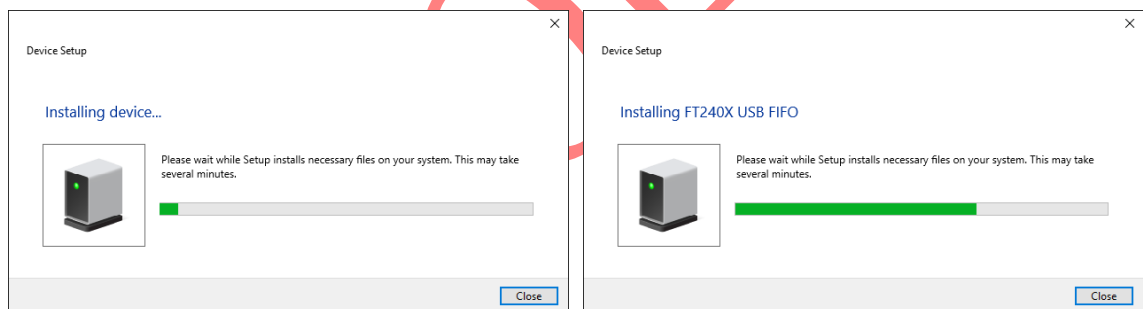 Device Setup
Installing device...
Please wait while Setup installs necessary files on your system. This may take
several minutes.
Close
Device Setup
Installing FT240X USB FIFO
Please wait while Setup installs necessary files on your system. This may take
several minutes.
Close